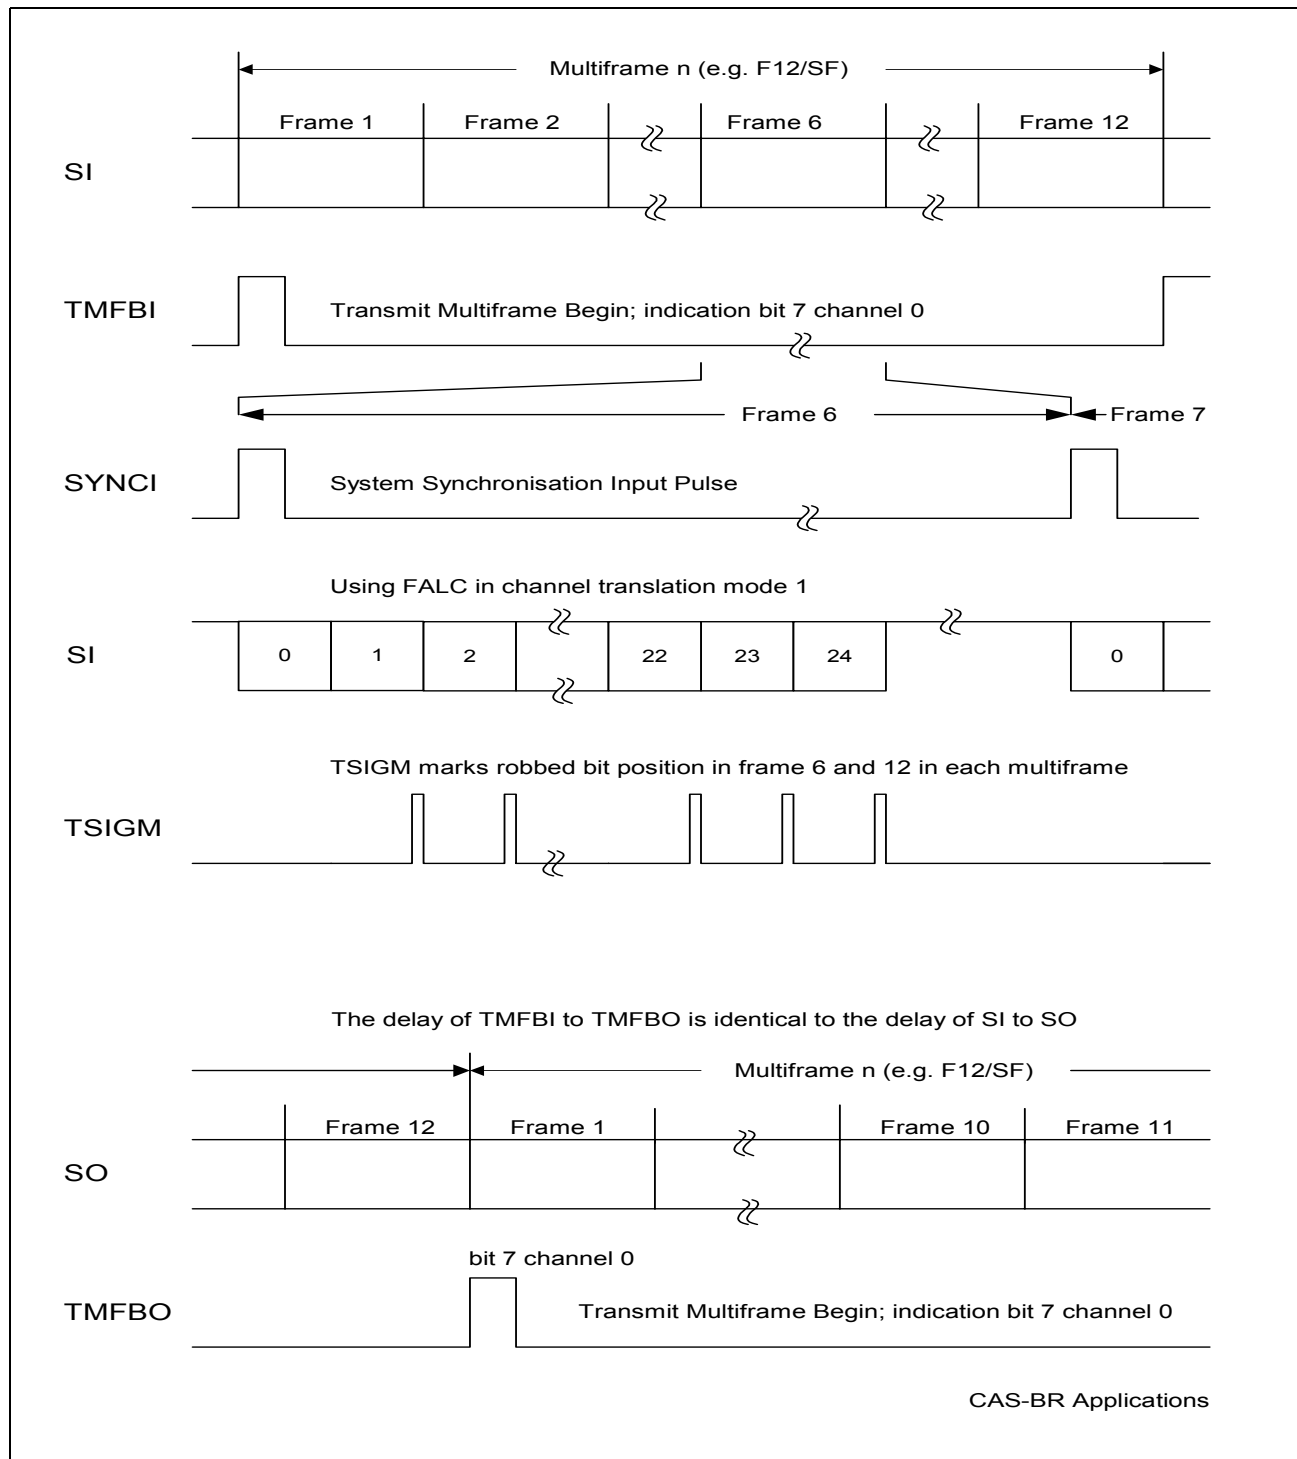 Multiframe n (e.g. F12/SF)
Frame 1 Frame 2 Frame 6 Frame 12
SI
TMFBI Transmit Multiframe Begin; indication bit 7 channel 0
Frame 6 Frame 7
SYNCI System Synchronisation Input Pulse
Using FALC in channel translation mode 1
SI 0 1 2 22 23 24 0
TSIGM marks robbed bit position in frame 6 and 12 in each multiframe
TSIGM
The delay of TMFBI to TMFBO is identical to the delay of SI to SO
Multiframe n (e.g. F12/SF)
Frame 12 Frame 1 Frame 10 Frame 11
SO
bit 7 channel 0
TMFBO Transmit Multiframe Begin; indication bit 7 channel 0
CAS-BR Applications